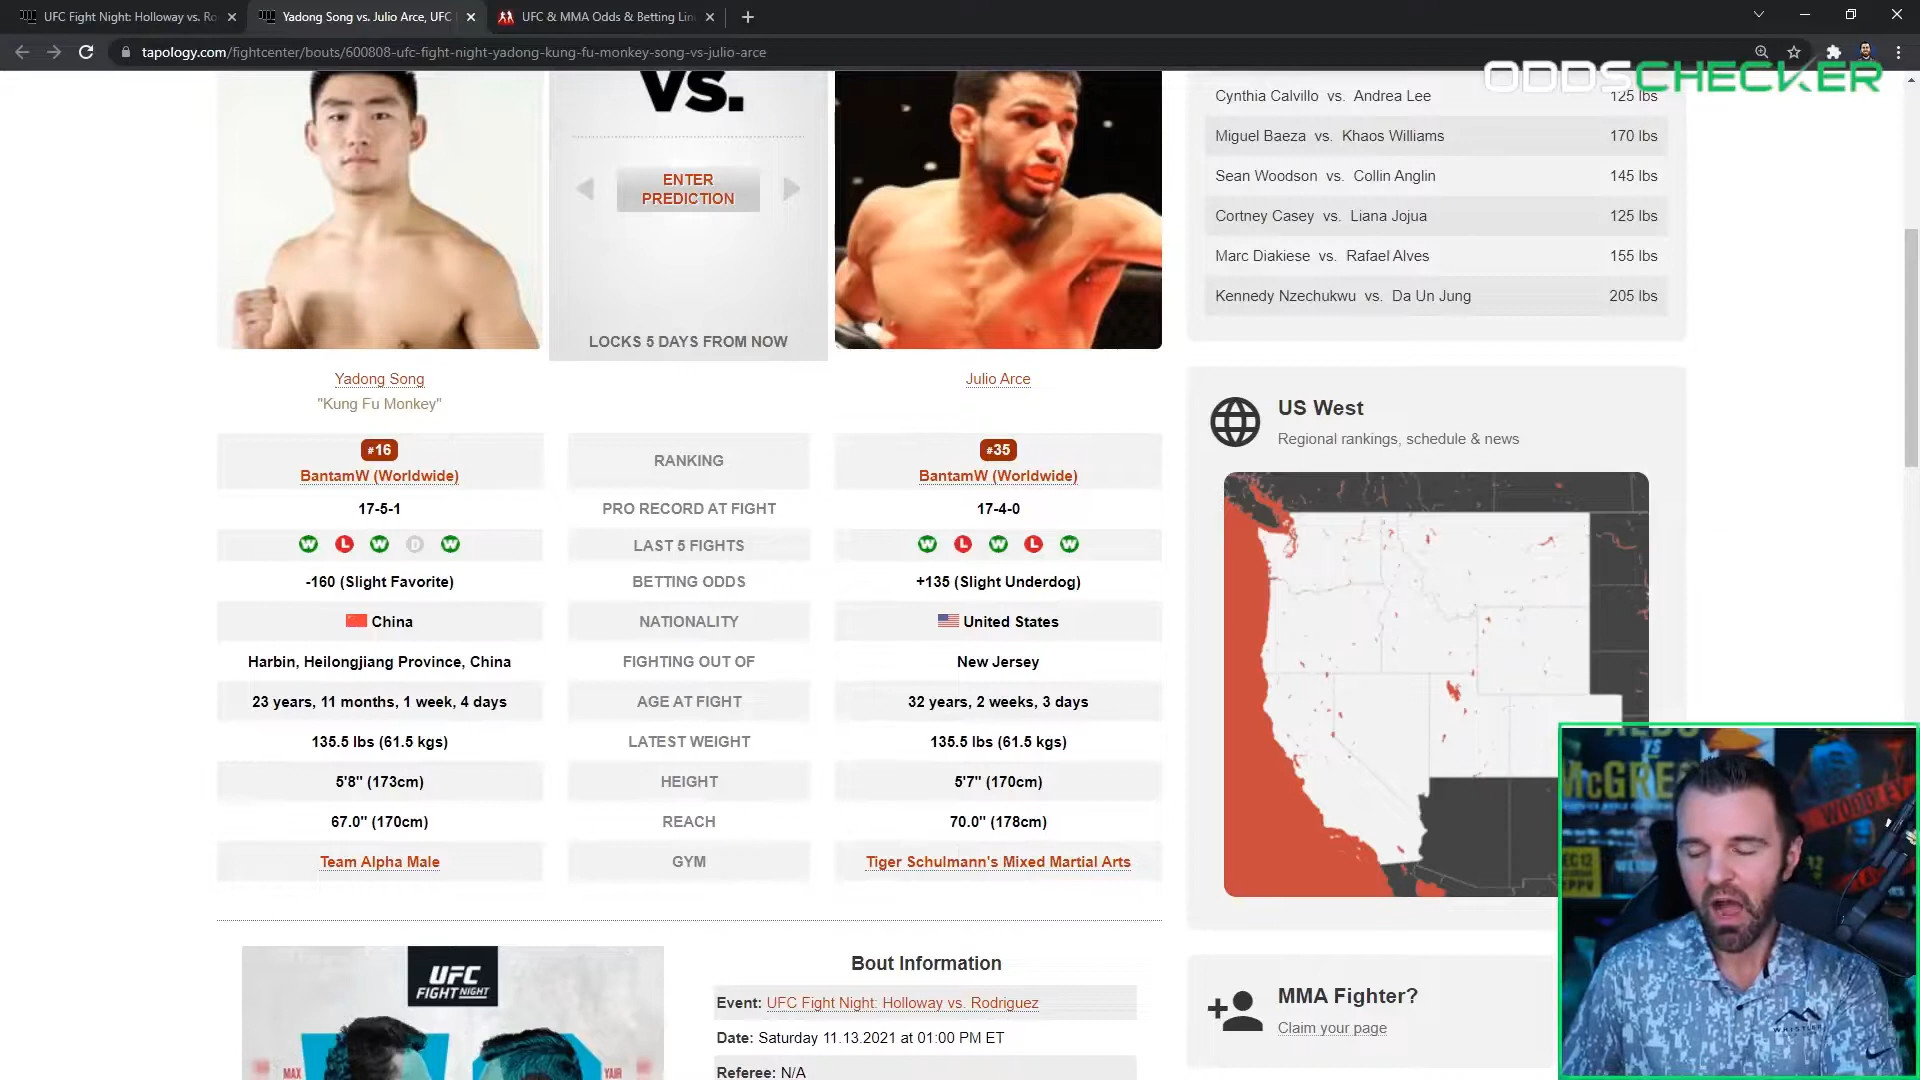 UFC Fight Night: Holloway vs. Ro
Yadong Song vs. Julio Arce, UFC
UFC & MMA Odds & Betting Lin
tapology.com/fightcenter/bouts/600808-ufc-fight-night-yadong-kung-fu-monkey-song-vs-julio-arce
ODDSCHECKER
VS.
ENTER
PREDICTION
LOCKS 5 DAYS FROM NOW
Yadong Song
"Kung Fu Monkey"
Julio Arce
#16
BantamW (Worldwide)
RANKING
#35
BantamW (Worldwide)
17-5-1 PRO RECORD AT FIGHT 17-4-0
W L W D W LAST 5 FIGHTS W L W L W
-160 (Slight Favorite) BETTING ODDS +135 (Slight Underdog)
China NATIONALITY United States
Harbin, Heilongjiang Province, China FIGHTING OUT OF New Jersey
23 years, 11 months, 1 week, 4 days AGE AT FIGHT 32 years, 2 weeks, 3 days
135.5 lbs (61.5 kgs) LATEST WEIGHT 135.5 lbs (61.5 kgs)
5'8" (173cm) HEIGHT 5'7" (170cm)
67.0" (170cm) REACH 70.0" (178cm)
Team Alpha Male GYM Tiger Schulmann's Mixed Martial Arts
UFC
FIGHT NIGHT
MAX
YAIR
Bout Information
Event: UFC Fight Night: Holloway vs. Rodriguez
Date: Saturday 11.13.2021 at 01:00 PM ET
Referee: N/A
Cynthia Calvillo vs. Andrea Lee 125 lbs
Miguel Baeza vs. Khaos Williams 170 lbs
Sean Woodson vs. Collin Anglin 145 lbs
Cortney Casey vs. Liana Jojua 125 lbs
Marc Diakiese vs. Rafael Alves 155 lbs
Kennedy Nzechukwu vs. Da Un Jung 205 lbs
US West
Regional rankings, schedule & news
MMA Fighter?
Claim your page
VS
McGRE
WOODLEY
PPV
WHISTLER